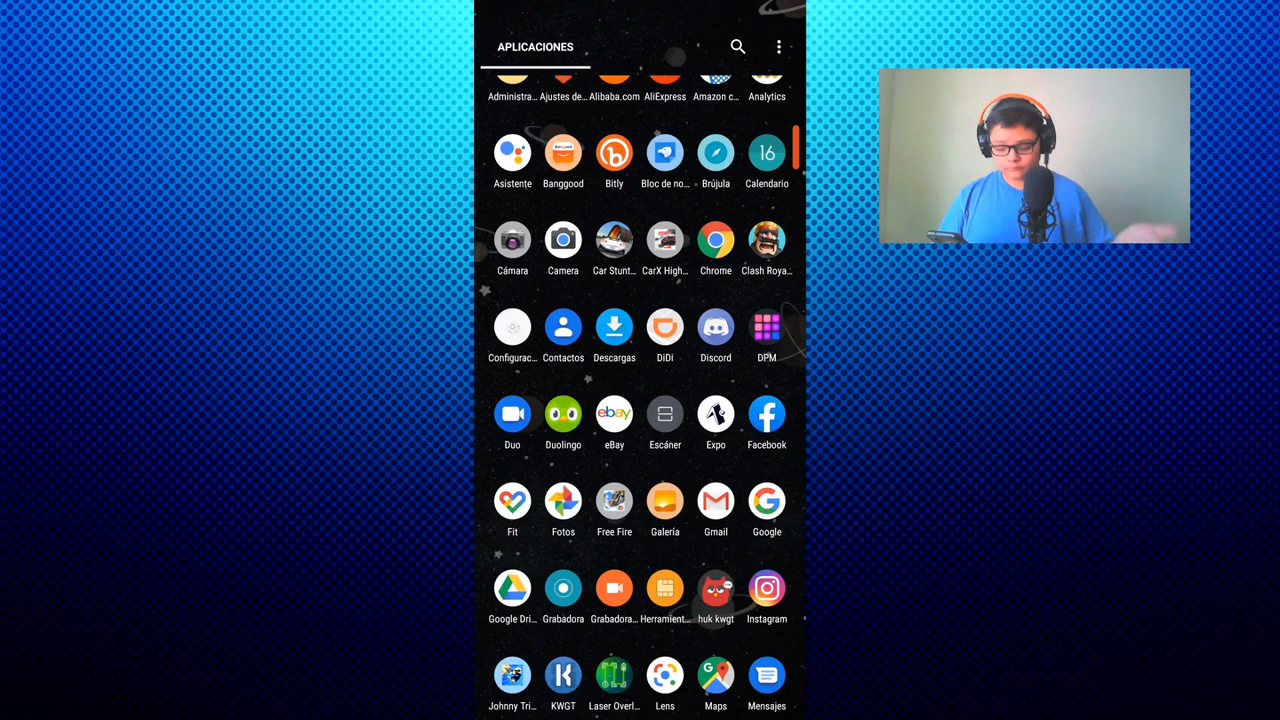 APLICACIONES
Administra... Ajustes de... Alibaba.com AliExpress Amazon c... Analytics
16
Asistente Banggood Bitly Bloc de no... Brújula Calendario
Cámara Camera Car Stunt... CarX High... Chrome Clash Roya...
Configurac... Contactos Descargas DiDi Discord DPM
ebay
Duo Duolingo eBay Escáner Expo Facebook
Fit Fotos Free Fire Galería Gmail Google
Google Dri... Grabadora Grabadora... Herramient... huk kwgt Instagram
Johnny Tri... KWGT Laser Overl... Lens Maps Mensajes